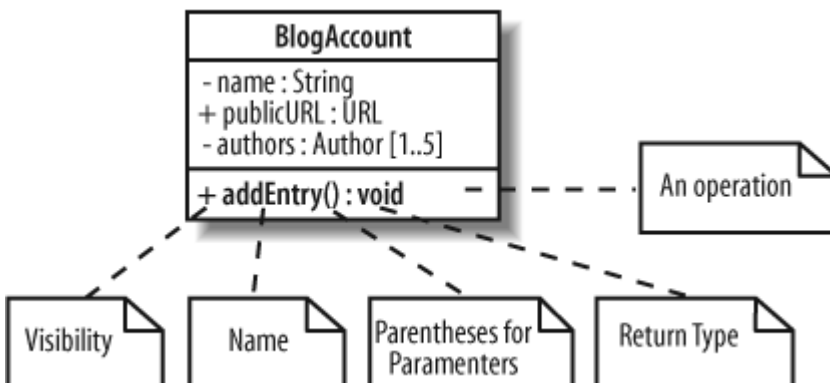 BlogAccount
- name : String
+ publicURL : URL
- authors : Author [1..5]
+ addEntry() : void
An operation
Visibility
Name
Parentheses for
Paramenters
Return Type